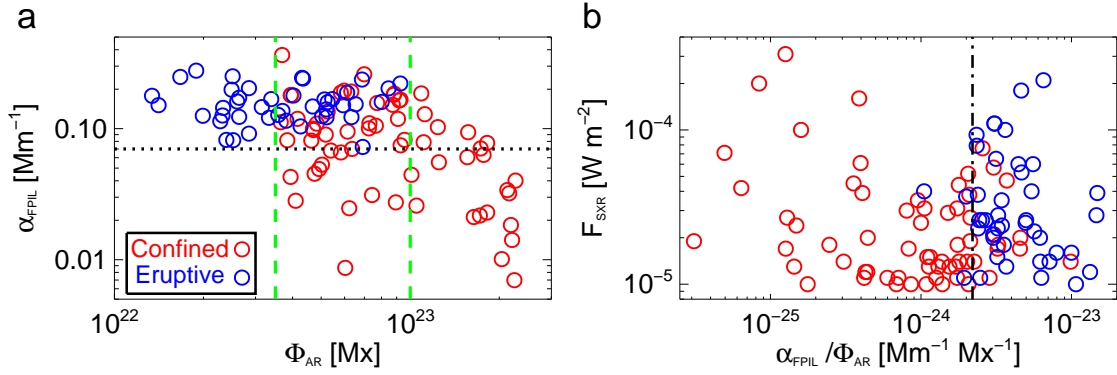 a
α_FPIL [Mm⁻¹]
0.10
0.01
Confined
Eruptive
10²² 10²³
Φ_AR [Mx]
b
F_SXR [W m⁻²]
10⁻⁴
10⁻⁵
10⁻²⁵ 10⁻²⁴ 10⁻²³
α_FPIL /Φ_AR [Mm⁻¹ Mx⁻¹]